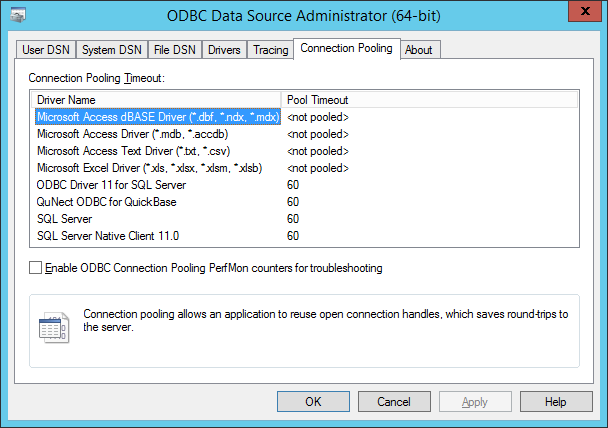 ODBC Data Source Administrator (64-bit)
x
User DSN System DSN File DSN Drivers Tracing Connection Pooling About
Connection Pooling Timeout:
Driver Name Pool Timeout
Microsoft Access dBASE Driver (*.dbf, *.ndx, *.mdx) <not pooled>
Microsoft Access Driver (*.mdb, *.accdb) <not pooled>
Microsoft Access Text Driver (*.txt, *.csv) <not pooled>
Microsoft Excel Driver (*.xls, *.xlsx, *.xlsm, *.xlsb) <not pooled>
ODBC Driver 11 for SQL Server 60
QuNect ODBC for QuickBase 60
SQL Server 60
SQL Server Native Client 11.0 60
Enable ODBC Connection Pooling PerfMon counters for troubleshooting
Connection pooling allows an application to reuse open connection handles, which saves round-trips to
the server.
OK Cancel Apply Help